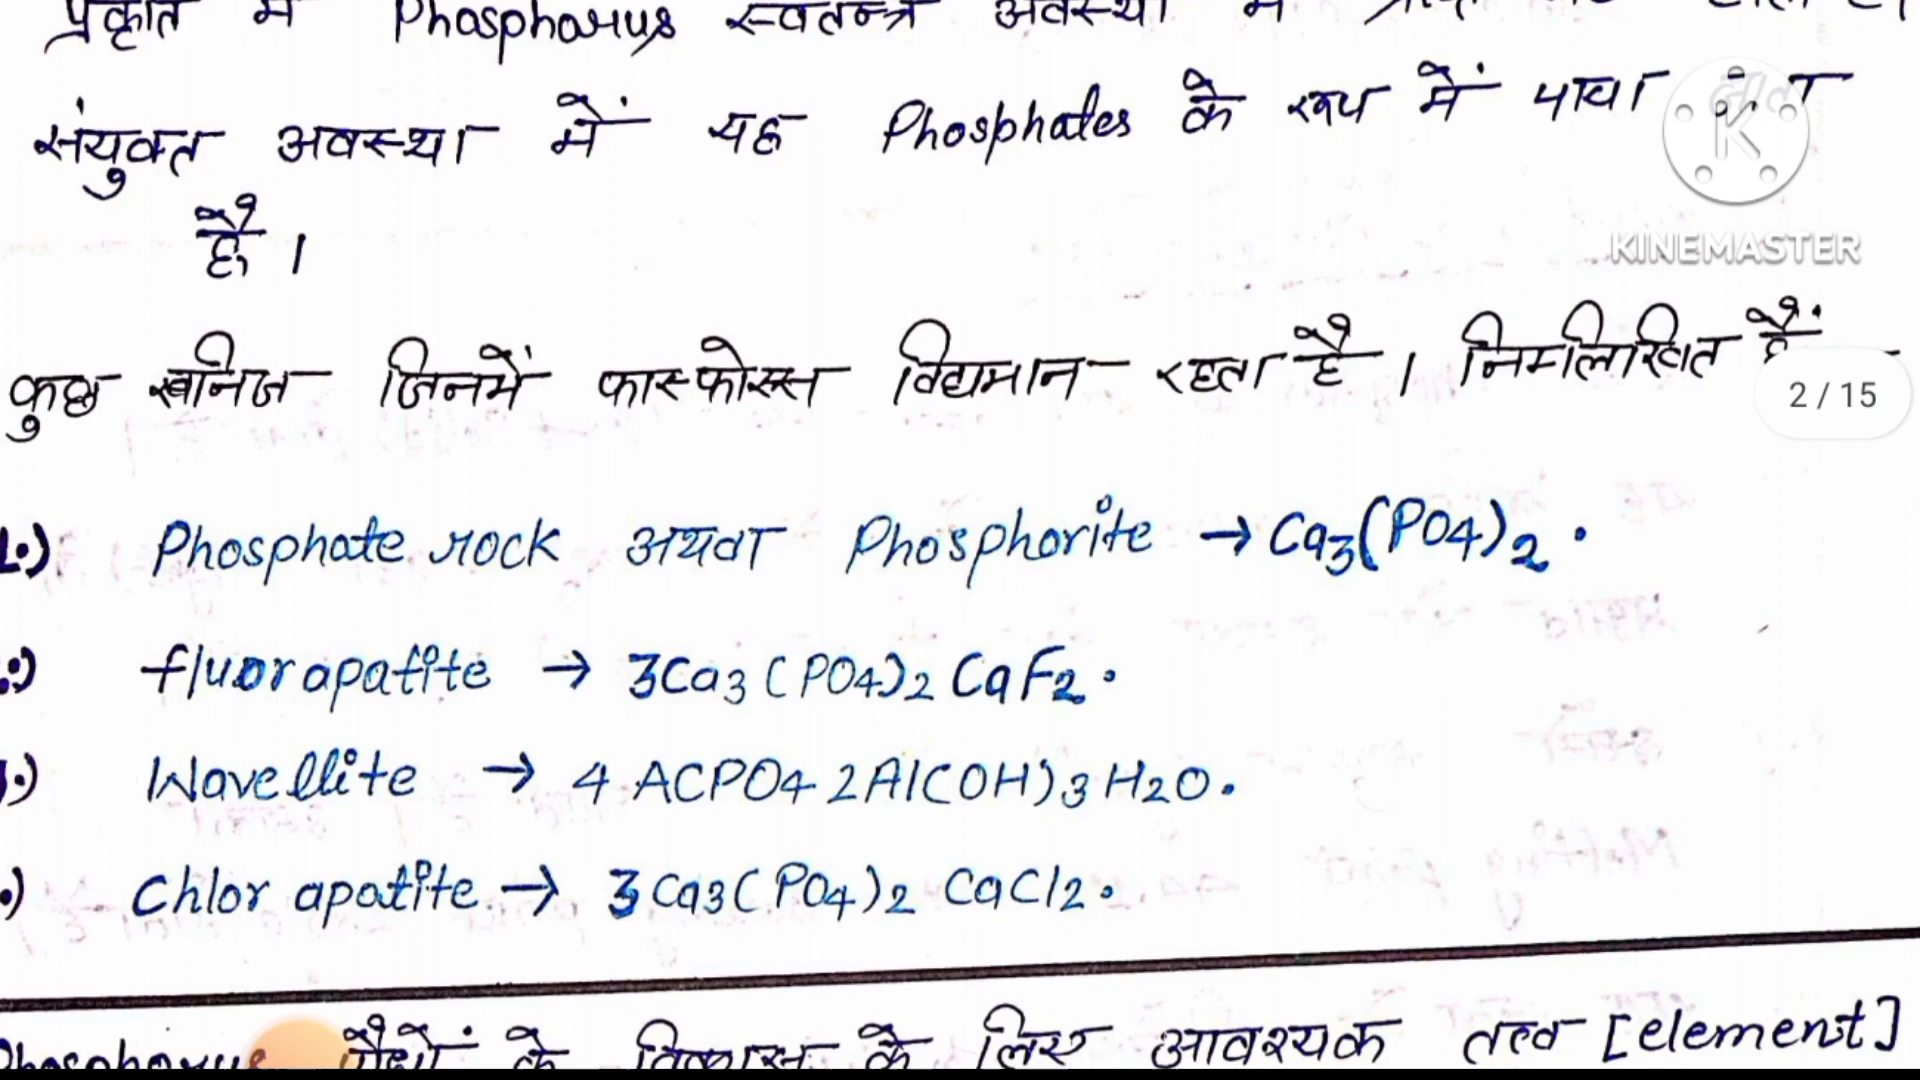 प्रकृति में Phosphorus स्वतन्त्र अवस्था में
संयुक्त अवस्था में यह Phosphates के रूप में पाया
है।
KINEMASTER
कुछ खनिज जिनमें फास्फोरस विद्यमान रहता है। निम्नलिखित हैं
2 / 15
1.) Phosphate rock अथवा Phosphorite → Ca3(PO4)2.
fluorapatite → 3Ca3(PO4)2 CaF2.
Wavellite → 4 ACPO4 2Al(OH)3 H2O.
Chlor apatite → 3Ca3(PO4)2 CaCl2.
Phosphorus पौधों के विकास के लिए आवश्यक तत्व [element]